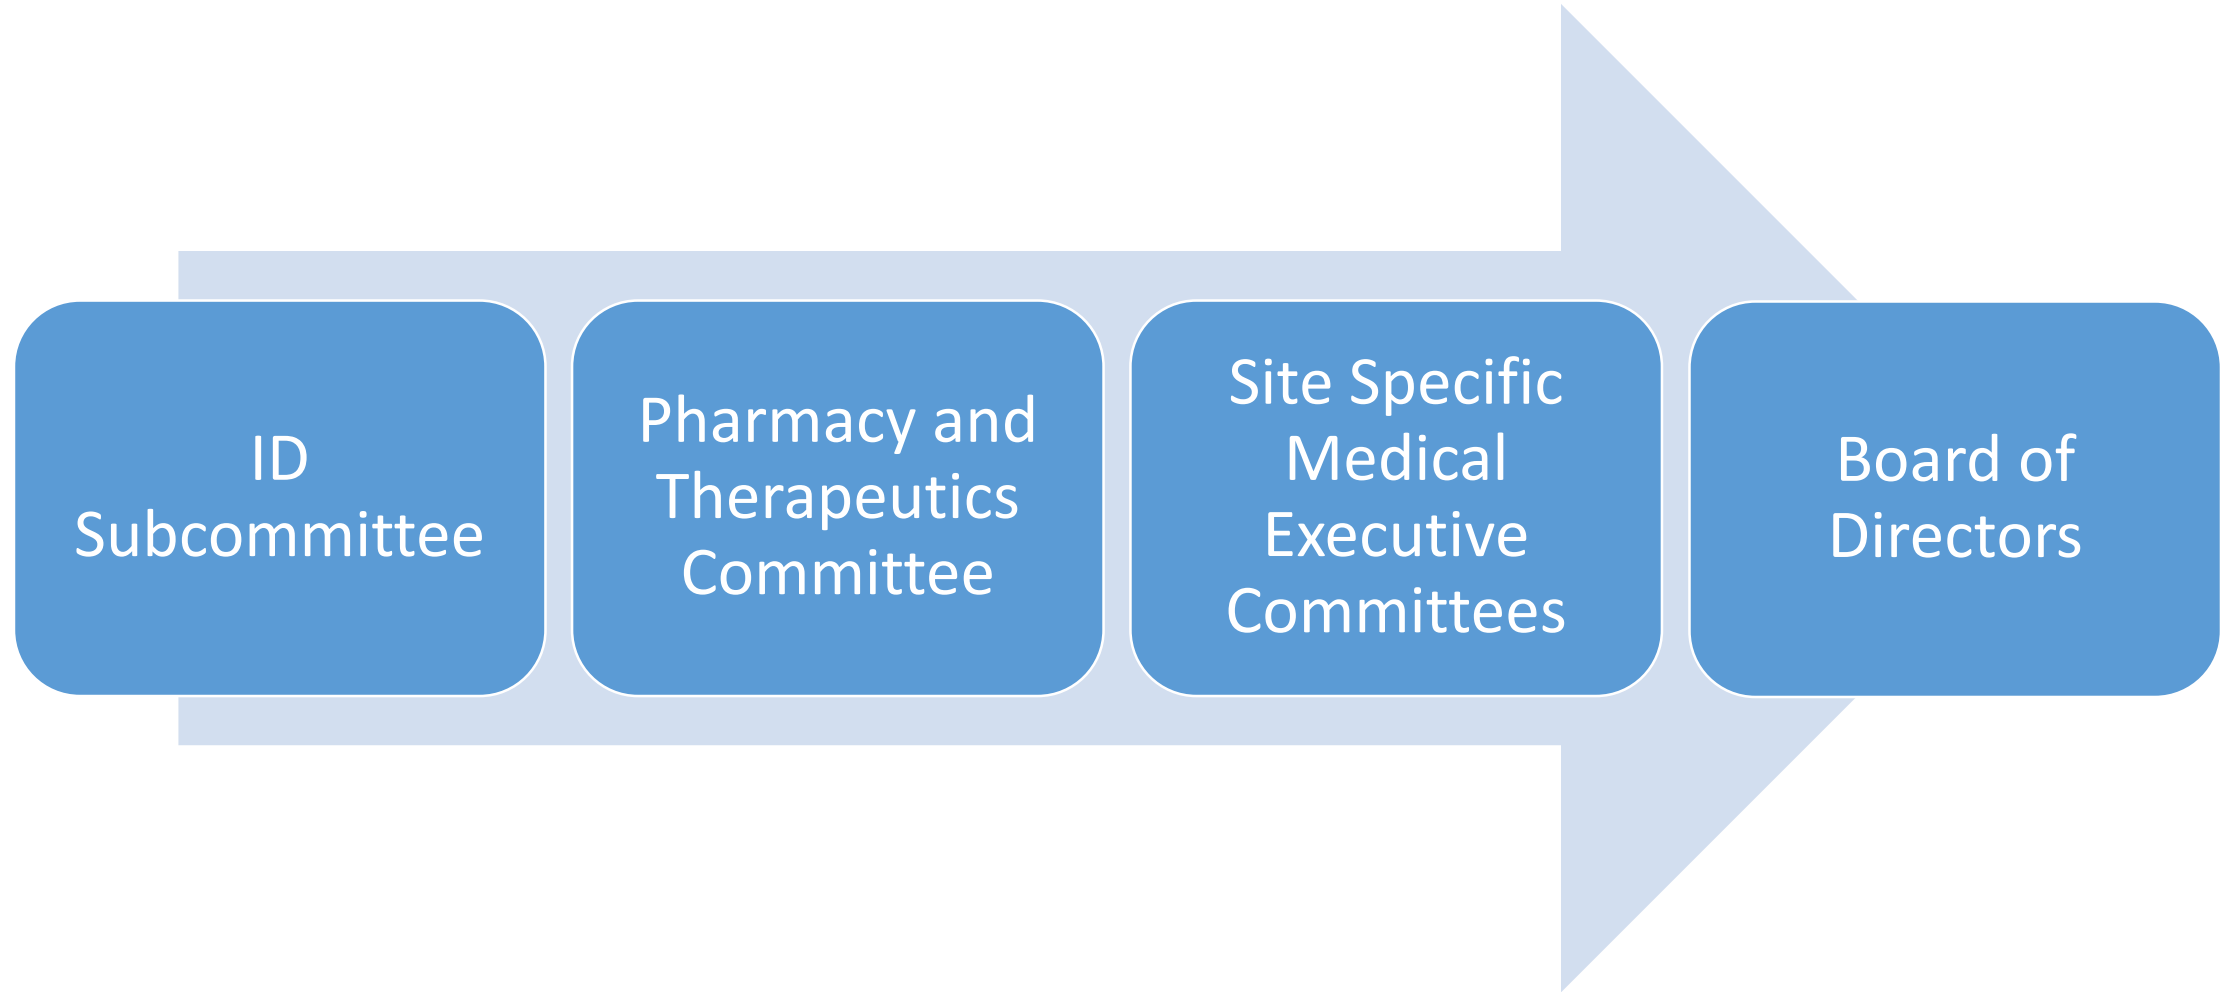 ID
Subcommittee
Pharmacy and
Therapeutics
Committee
Site Specific
Medical
Executive
Committees
Board of
Directors